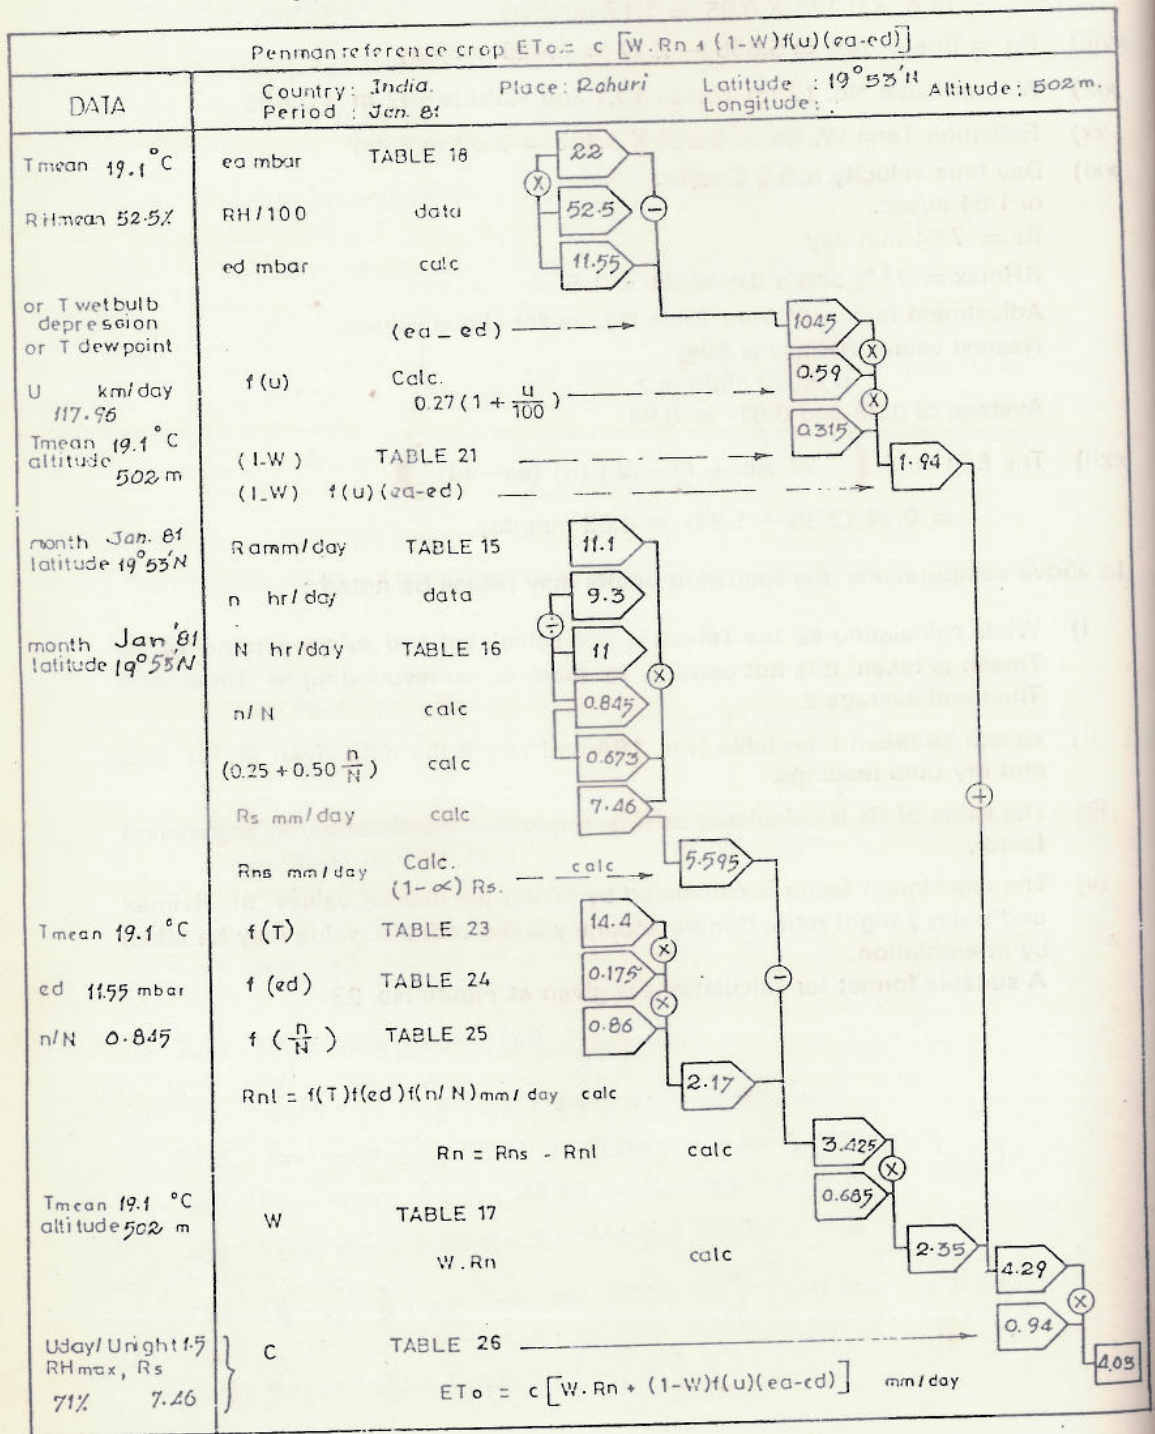 Penman reference crop ETo = c [W.Rn + (1-W)f(u)(ea-ed)]
DATA
Country: India. Place: Rahuri Latitude : 19°53'N Altitude: 502 m.
Period : Jan. 81 Longitude:
Tmean 19.1 °C ea mbar TABLE 18 22
RHmean 52.5% RH/100 data 52.5
ed mbar calc 11.55
or T wetbulb
depression
or T dewpoint
(ea - ed) 1045
U km/day
117.96
f(u) Calc. 0.59
0.27(1 + u/100)
Tmean 19.1 °C
altitude
502 m
(1-W) TABLE 21 0.315
(1-W) f(u)(ea-ed) 1.94
month Jan. 81
latitude 19°53'N
Ra mm/day TABLE 15 11.1
n hr/day data 9.3
month Jan '81
latitude 19°53'N
N hr/day TABLE 16 11
n/N calc 0.845
(0.25 + 0.50 n/N) calc 0.673
Rs mm/day calc 7.46
Rns mm/day Calc. calc 5.595
(1-∝) Rs.
Tmean 19.1 °C f(T) TABLE 23 14.4
ed 11.55 mbar f(ed) TABLE 24 0.175
n/N 0.845 f(n/N) TABLE 25 0.86
Rnl = f(T)f(ed)f(n/N) mm/day calc 2.17
Rn = Rns - Rnl calc 3.425
Tmean 19.1 °C
altitude 502 m
W TABLE 17 0.685
W.Rn calc 2.35
4.29
Uday/Unight 1.5
RHmax, Rs
71% 7.46
C TABLE 26 0.94
ETo = c [W.Rn + (1-W)f(u)(ea-ed)] mm/day 4.03